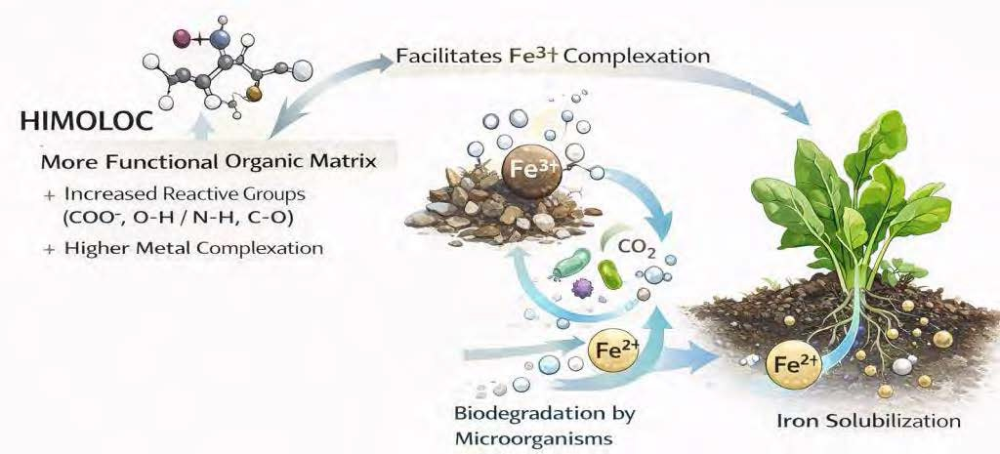 Facilitates Fe³⁺ Complexation
HIMOLOC
More Functional Organic Matrix
+ Increased Reactive Groups
(COO⁻, O-H / N-H, C-O)
+ Higher Metal Complexation
Fe³⁺
CO₂
Fe²⁺
Fe²⁺
Biodegradation by
Microorganisms
Iron Solubilization